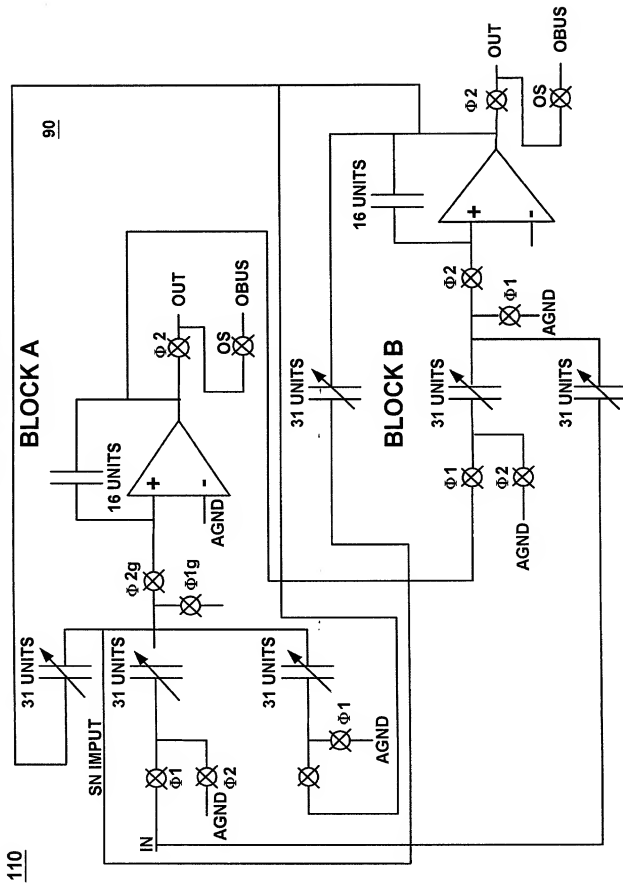 110
90
BLOCK A
16 UNITS
31 UNITS
SN IMPUT
31 UNITS
31 UNITS
Φ2g
Φ1g
+
-
AGND
Φ2
OUT
OS
OBUS
IN
Φ1
Φ2
AGND
Φ1
AGND
BLOCK B
31 UNITS
31 UNITS
31 UNITS
16 UNITS
Φ1
Φ2
AGND
Φ2
Φ1
AGND
+
-
Φ2
OUT
OS
OBUS